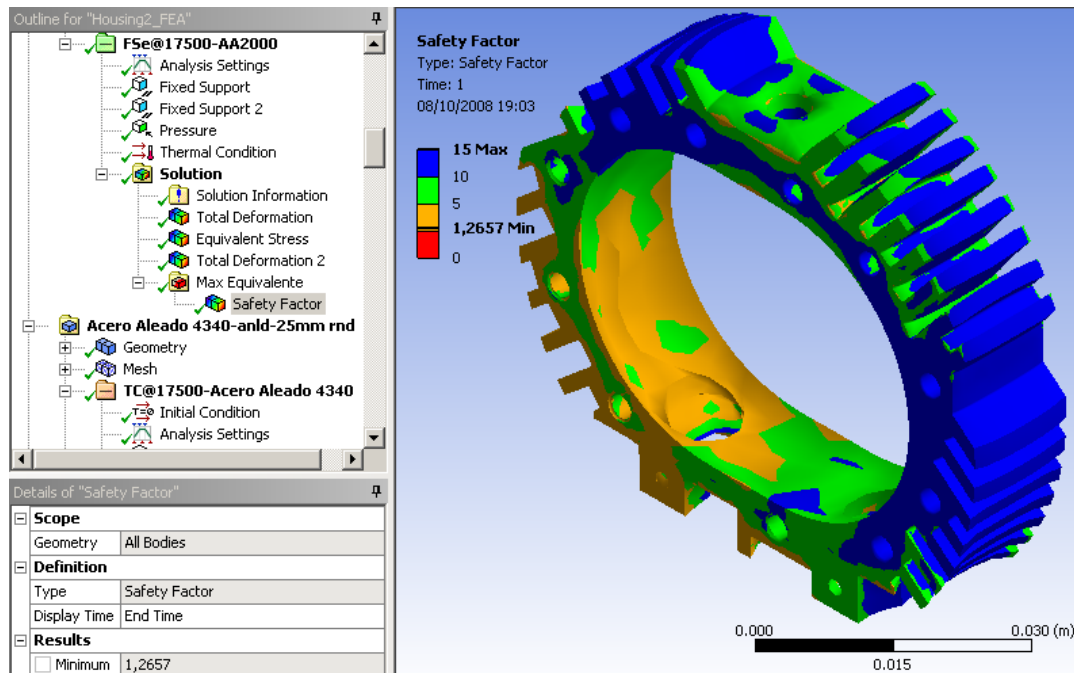 Outline for "Housing2_FEA"
FSe@17500-AA2000
Analysis Settings
Fixed Support
Fixed Support 2
Pressure
Thermal Condition
Solution
Solution Information
Total Deformation
Equivalent Stress
Total Deformation 2
Max Equivalente
Safety Factor
Acero Aleado 4340-anld-25mm rnd
Geometry
Mesh
TC@17500-Acero Aleado 4340
T=0 Initial Condition
Analysis Settings
Details of "Safety Factor"
Scope
Geometry All Bodies
Definition
Type Safety Factor
Display Time End Time
Results
Minimum 1,2657
Safety Factor
Type: Safety Factor
Time: 1
08/10/2008 19:03
15 Max
10
5
1,2657 Min
0
0.000 0.030 (m)
0.015